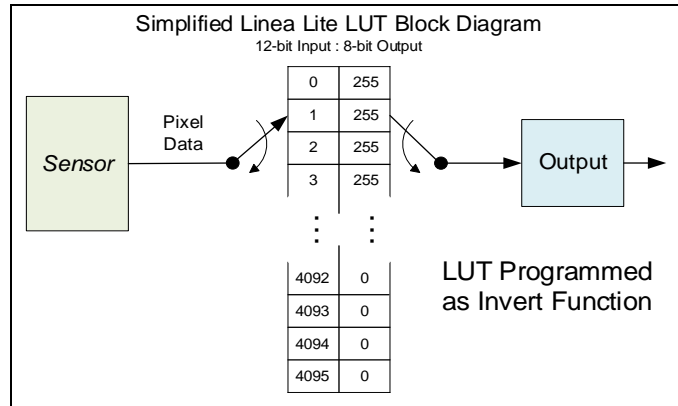 Simplified Linea Lite LUT Block Diagram
12-bit Input : 8-bit Output
Sensor
Pixel
Data
0 255
1 255
2 255
3 255
⋮ ⋮
4092 0
4093 0
4094 0
4095 0
Output
LUT Programmed
as Invert Function